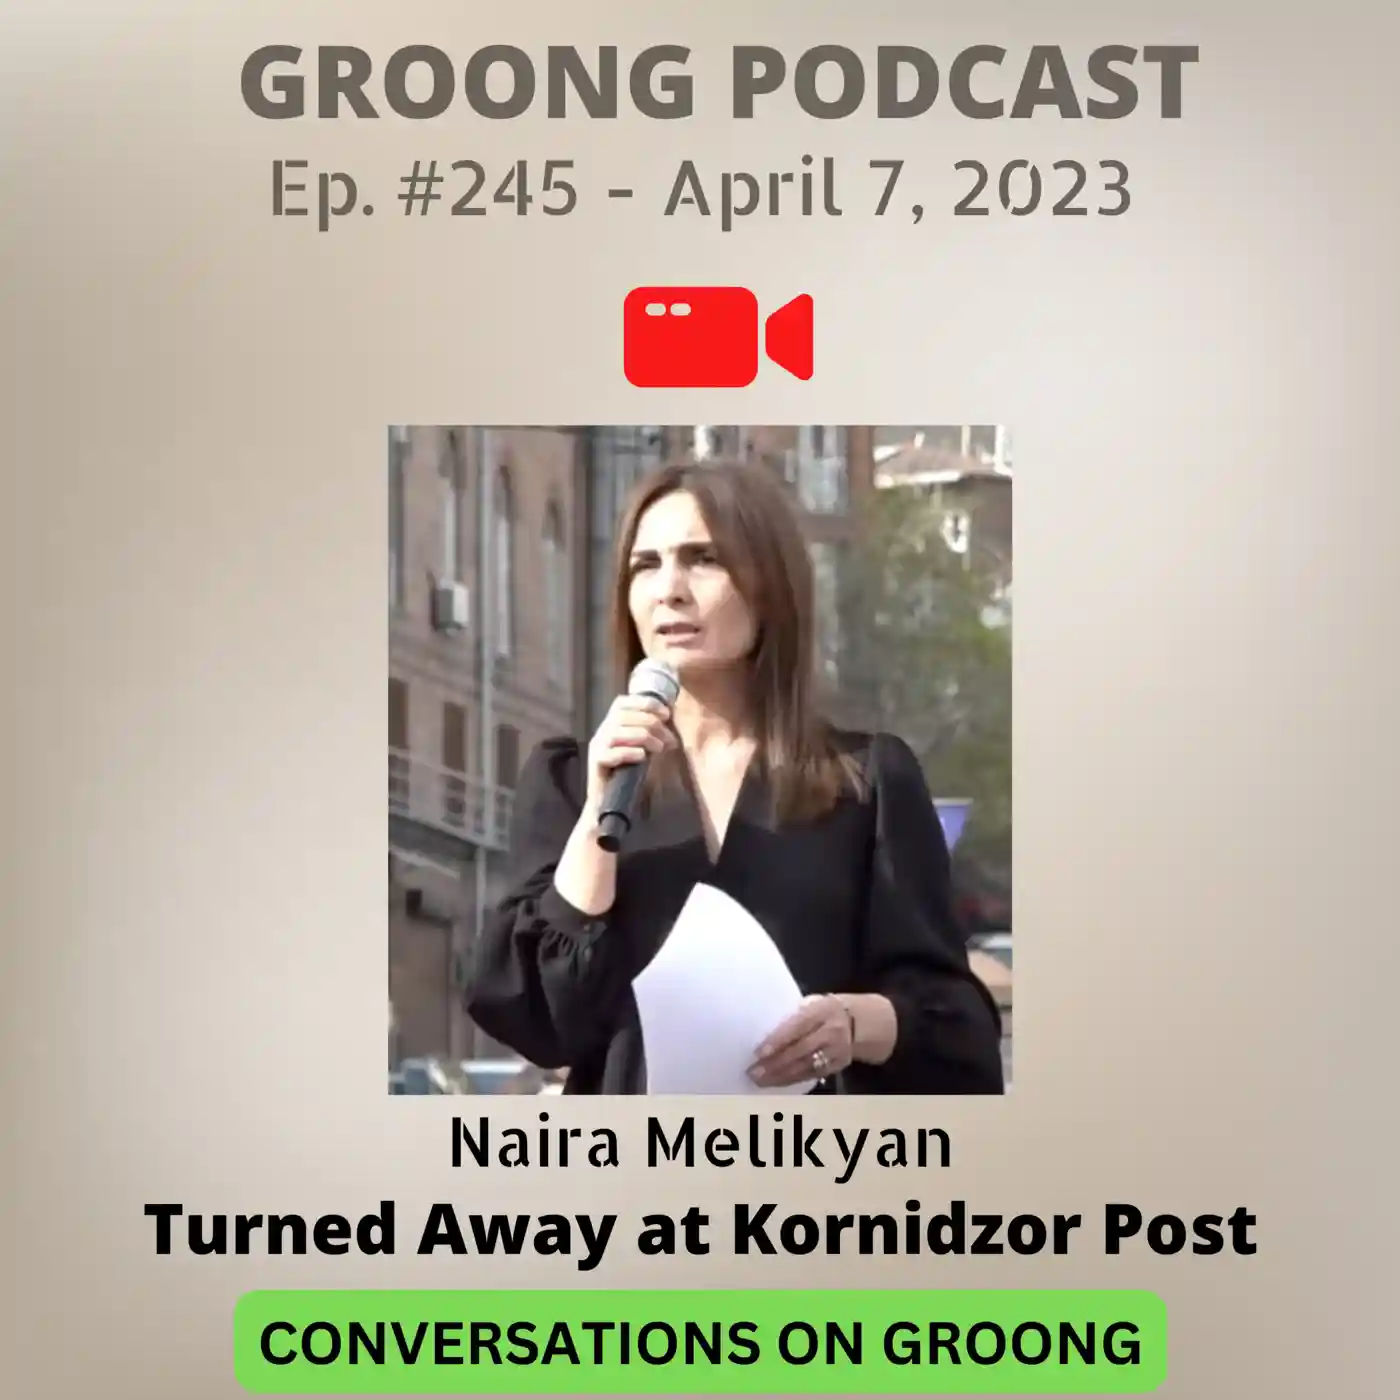 GROONG PODCAST
Ep. #245 - April 7, 2023
Naira Melikyan
Turned Away at Kornidzor Post
CONVERSATIONS ON GROONG